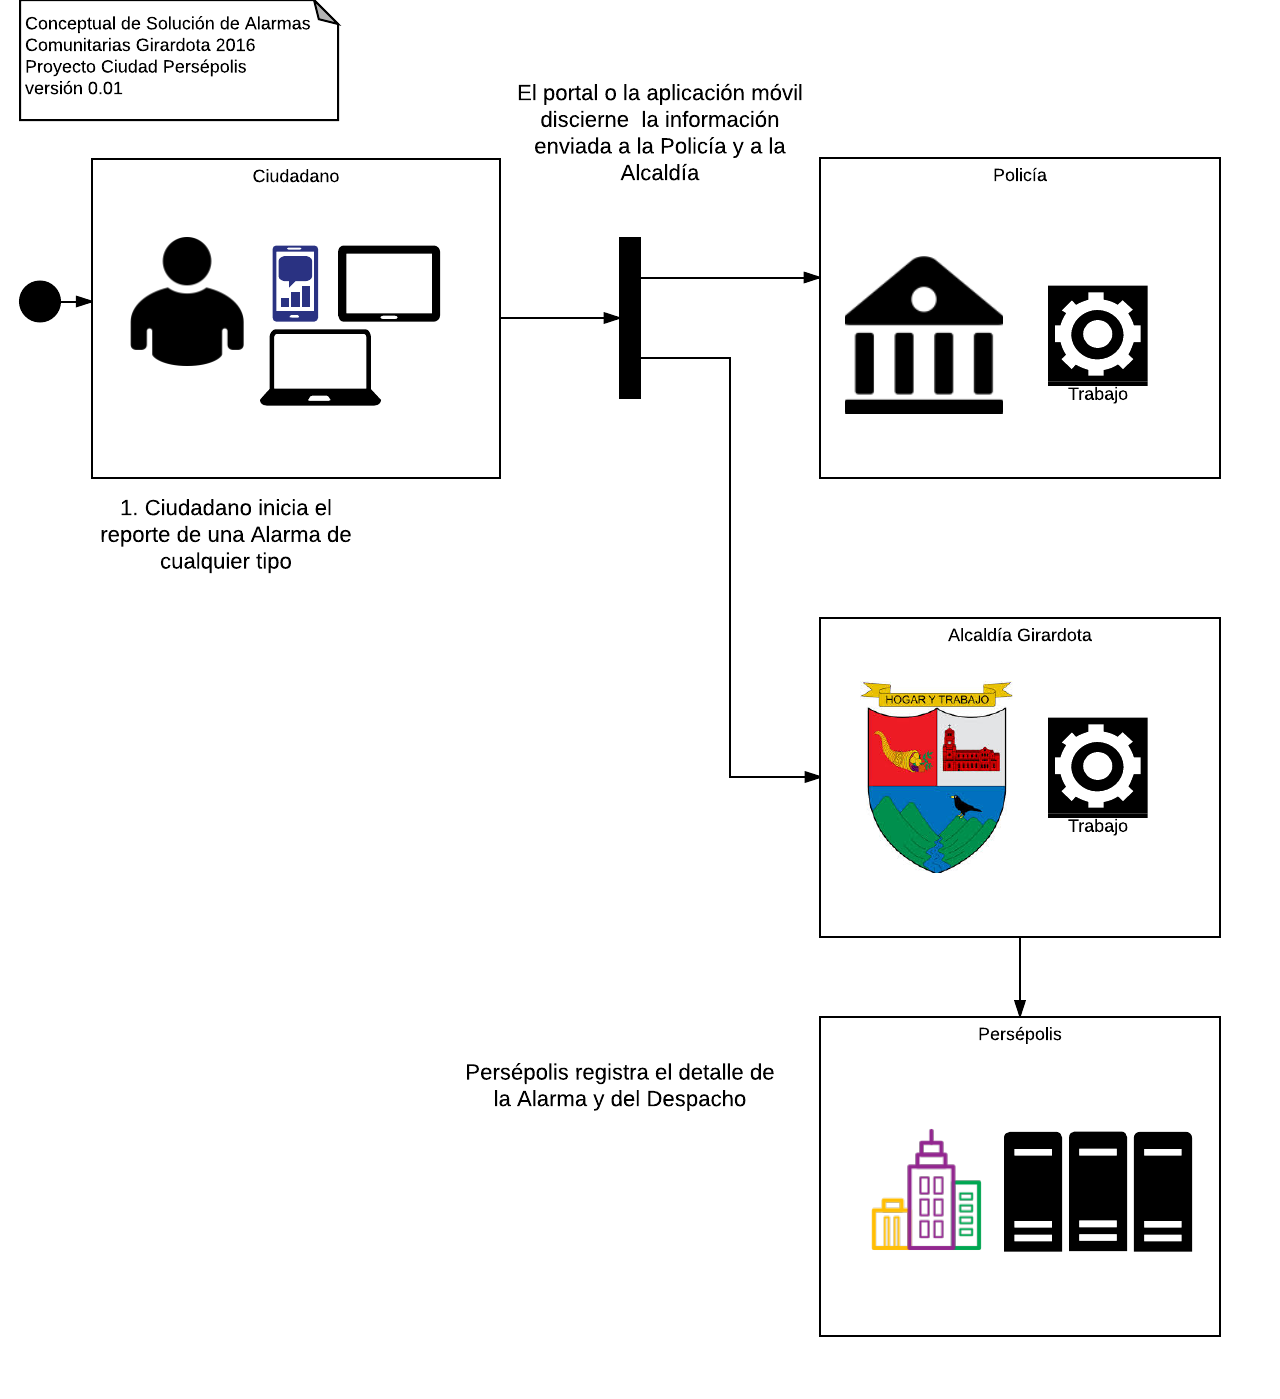 Conceptual de Solución de Alarmas
Comunitarias Girardota 2016
Proyecto Ciudad Persépolis
versión 0.01
El portal o la aplicación móvil
discierne  la información
enviada a la Policía y a la
Alcaldía
Ciudadano
Policía
Trabajo
1. Ciudadano inicia el
reporte de una Alarma de
cualquier tipo
Alcaldía Girardota
HOGAR Y TRABAJO
Trabajo
Persépolis
Persépolis registra el detalle de
la Alarma y del Despacho